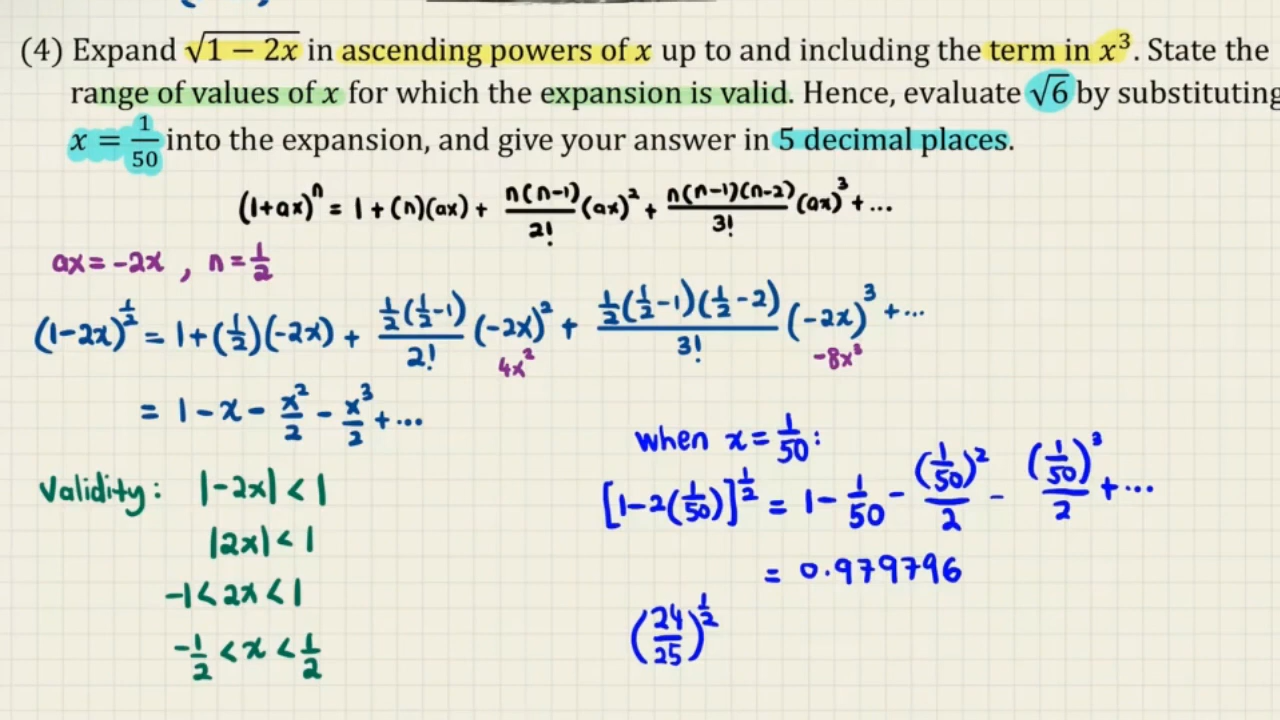 (4) Expand √(1 − 2x) in ascending powers of x up to and including the term in x³. State the
range of values of x for which the expansion is valid. Hence, evaluate √6 by substituting
x = 1/50 into the expansion, and give your answer in 5 decimal places.
(1+ax)ⁿ = 1 + (n)(ax) + n(n-1)/2! (ax)² + n(n-1)(n-2)/3! (ax)³ + ...
ax = -2x , n = 1/2
(1-2x)^(1/2) = 1 + (1/2)(-2x) + 1/2(1/2-1)/2! (-2x)² + 1/2(1/2-1)(1/2-2)/3! (-2x)³ + ...
4x² -8x³
= 1 - x - x²/2 - x³/2 + ...
when x = 1/50 :
Validity : |-2x| < 1
[1-2(1/50)]^(1/2) = 1 - 1/50 - (1/50)²/2 - (1/50)³/2 + ...
|2x| < 1
= 0.979796
-1 < 2x < 1
(24/25)^(1/2)
-1/2 < x < 1/2